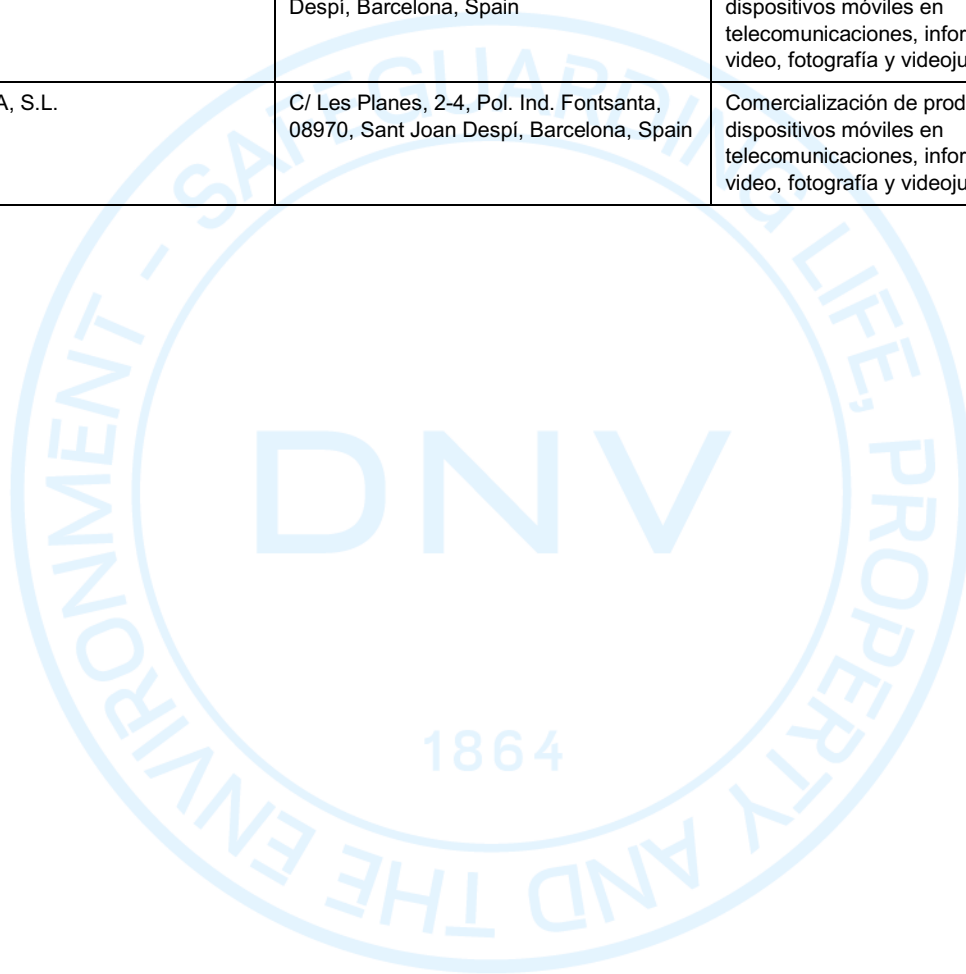 Despí, Barcelona, Spain
dispositivos móviles en
telecomunicaciones, infor
video, fotografía y videoju
A, S.L.
C/ Les Planes, 2-4, Pol. Ind. Fontsanta,
08970, Sant Joan Despí, Barcelona, Spain
Comercialización de prod
dispositivos móviles en
telecomunicaciones, infor
video, fotografía y videoju
SAFEGUARDING LIFE, PROPERTY AND THE ENVIRONMENT -
DNV
1864